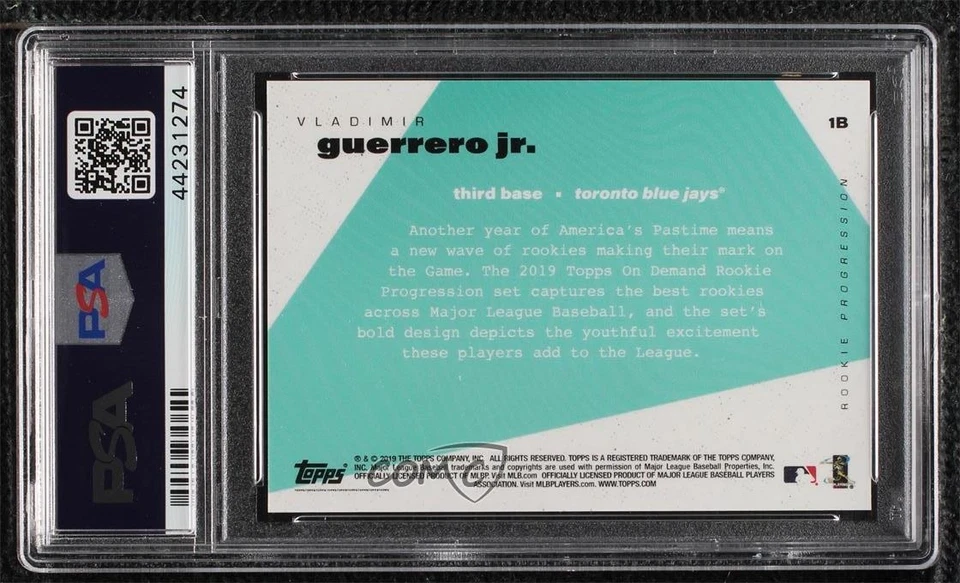 44231274
PSA
PSA
VLADIMIR
guerrero jr.
1B
third base ▪ toronto blue jays®
Another year of America's Pastime means
a new wave of rookies making their mark on
the Game. The 2019 Topps On Demand Rookie
Progression set captures the best rookies
across Major League Baseball, and the set's
bold design depicts the youthful excitement
these players add to the League.
ROOKIE PROGRESSION
Topps®
® & © 2019 THE TOPPS COMPANY, INC. ALL RIGHTS RESERVED. TOPPS IS A REGISTERED TRADEMARK OF THE TOPPS COMPANY,
INC. Major League Baseball trademarks and copyrights are used with permission of Major League Baseball Properties, Inc.
OFFICIALLY LICENSED PRODUCT OF MLBP. Visit MLB.com OFFICIALLY LICENSED PRODUCT OF MAJOR LEAGUE BASEBALL PLAYERS
ASSOCIATION. Visit MLBPLAYERS.com. WWW.TOPPS.COM